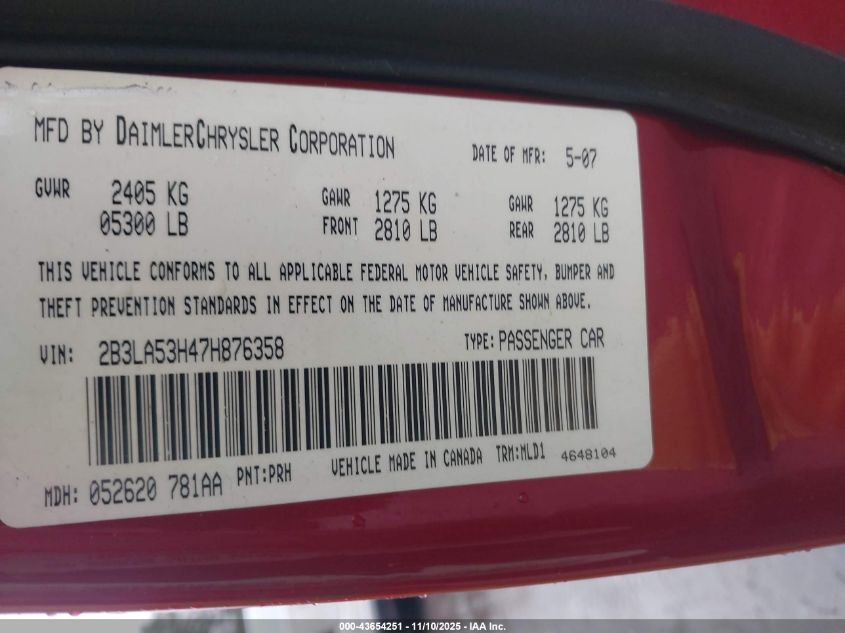 MFD BY DAIMLERCHRYSLER CORPORATION DATE OF MFR: 5-07
GVWR 2405 KG GAWR 1275 KG GAWR 1275 KG
05300 LB FRONT 2810 LB REAR 2810 LB
THIS VEHICLE CONFORMS TO ALL APPLICABLE FEDERAL MOTOR VEHICLE SAFETY, BUMPER AND
THEFT PREVENTION STANDARDS IN EFFECT ON THE DATE OF MANUFACTURE SHOWN ABOVE.
VIN: 2B3LA53H47H876358 TYPE: PASSENGER CAR
MDH: 052620 781AA PNT:PRH VEHICLE MADE IN CANADA TRM:MLD1 4648104
000-43654251 - 11/10/2025 - IAA Inc.